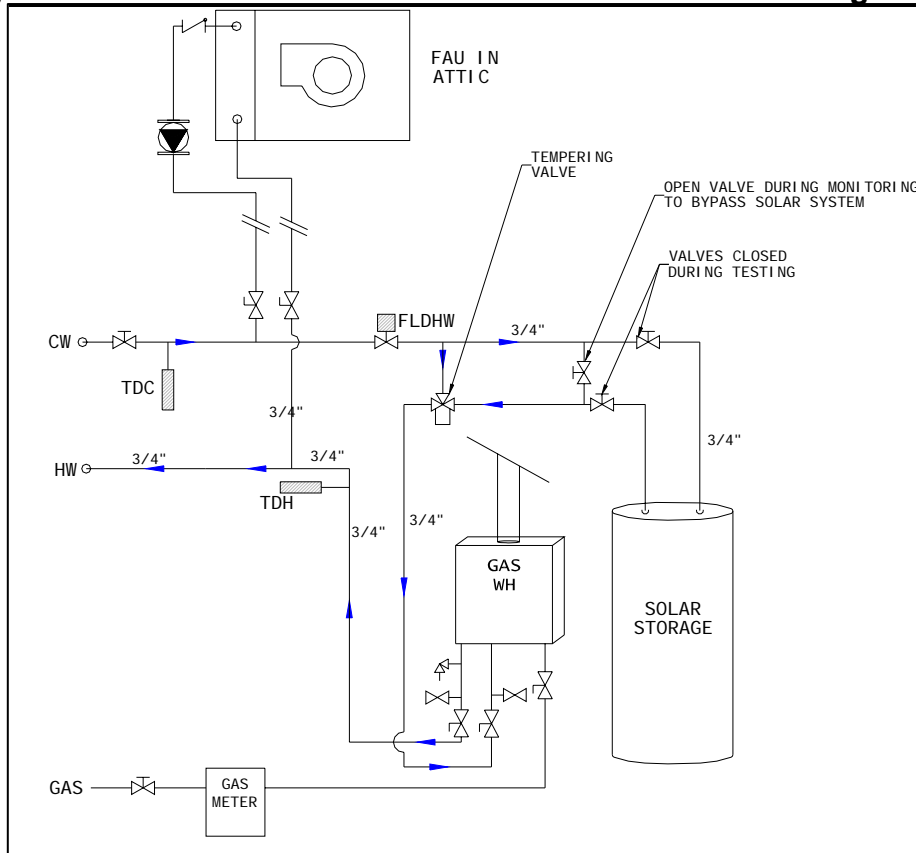 FAU IN
ATTIC
TEMPERING
VALVE
OPEN VALVE DURING MONITORING
TO BYPASS SOLAR SYSTEM
VALVES CLOSED
DURING TESTING
FLDHW
3/4"
CW
TDC
3/4"
3/4"
HW
3/4"
3/4"
TDH
3/4"
3/4"
GAS
WH
SOLAR
STORAGE
GAS
GAS
METER